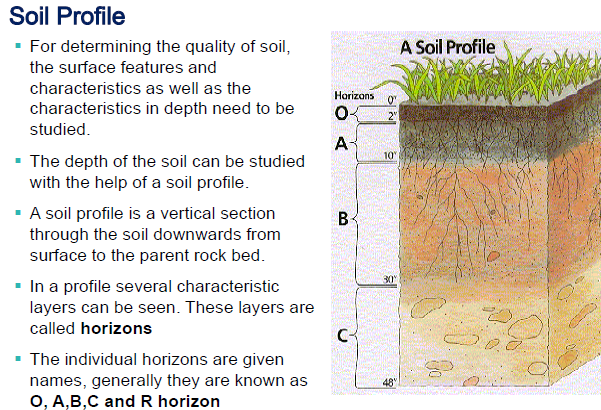 Soil Profile
▪ For determining the quality of soil,
the surface features and
characteristics as well as the
characteristics in depth need to be
studied.
▪ The depth of the soil can be studied
with the help of a soil profile.
▪ A soil profile is a vertical section
through the soil downwards from
surface to the parent rock bed.
▪ In a profile several characteristic
layers can be seen. These layers are
called horizons
▪ The individual horizons are given
names, generally they are known as
O, A,B,C and R horizon
A Soil Profile
Horizons
0"
O
2"
A
10"
B
30"
C
48"